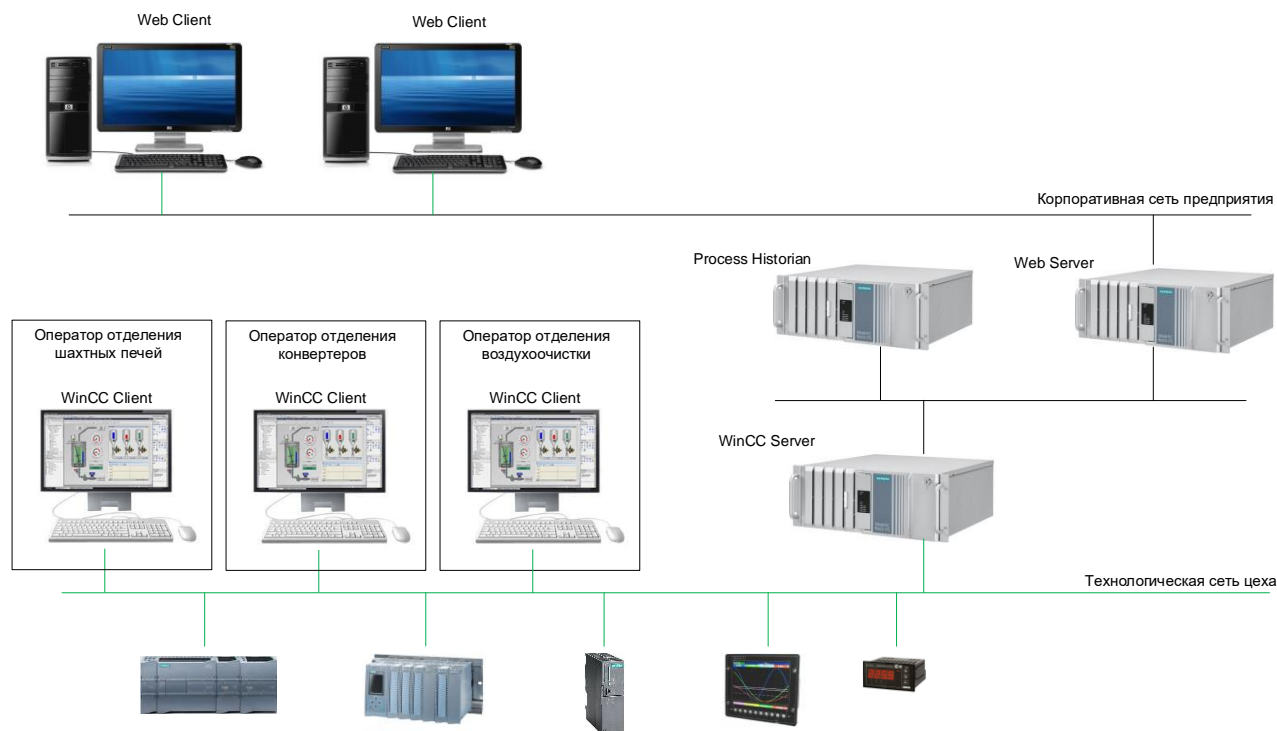 Web Client
Web Client
Корпоративная сеть предприятия
Process Historian
Web Server
Оператор отделения
шахтных печей
Оператор отделения
конвертеров
Оператор отделения
воздухоочистки
WinCC Client
WinCC Client
WinCC Client
WinCC Server
Технологическая сеть цеха